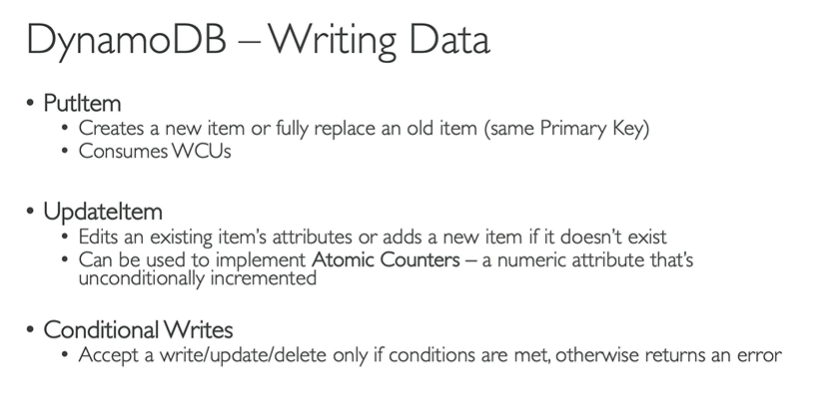 DynamoDB – Writing Data
• PutItem
• Creates a new item or fully replace an old item (same Primary Key)
• Consumes WCUs
• UpdateItem
• Edits an existing item's attributes or adds a new item if it doesn't exist
• Can be used to implement Atomic Counters – a numeric attribute that's
unconditionally incremented
• Conditional Writes
• Accept a write/update/delete only if conditions are met, otherwise returns an error